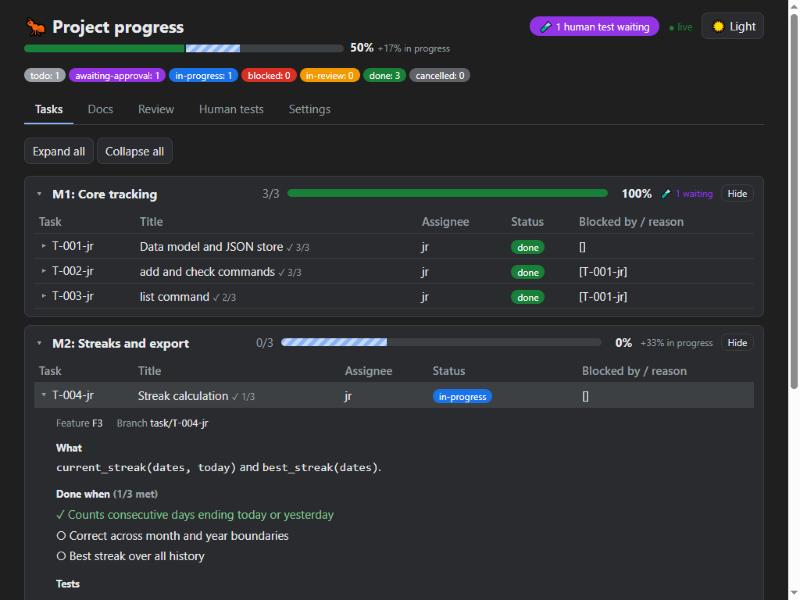 Project progress
1 human test waiting
live
Light
50% +17% in progress
todo: 1 awaiting-approval: 1 in-progress: 1 blocked: 0 in-review: 0 done: 3 cancelled: 0
Tasks Docs Review Human tests Settings
Expand all Collapse all
M1: Core tracking 3/3 100% 1 waiting Hide
Task Title Assignee Status Blocked by / reason
T-001-jr Data model and JSON store ✓ 3/3 jr done []
T-002-jr add and check commands ✓ 3/3 jr done [T-001-jr]
T-003-jr list command ✓ 2/3 jr done [T-001-jr]
M2: Streaks and export 0/3 0% +33% in progress Hide
Task Title Assignee Status Blocked by / reason
T-004-jr Streak calculation ✓ 1/3 jr in-progress []
Feature F3 Branch task/T-004-jr
What
current_streak(dates, today) and best_streak(dates).
Done when (1/3 met)
✓ Counts consecutive days ending today or yesterday
Correct across month and year boundaries
Best streak over all history
Tests